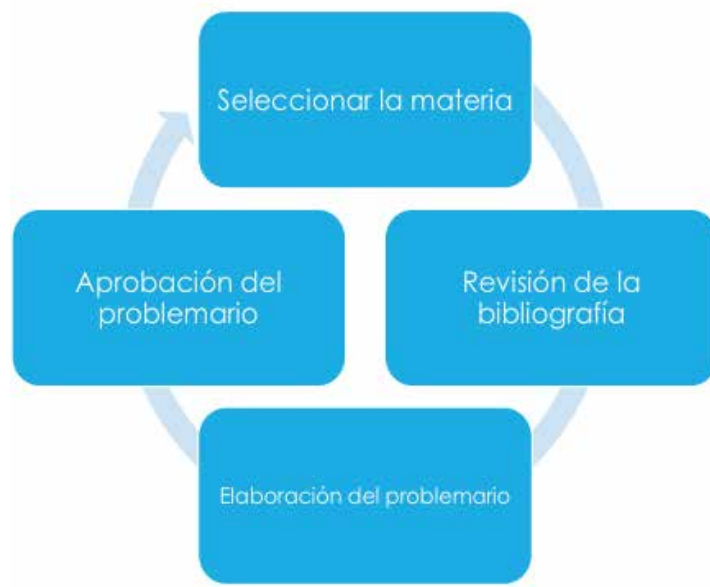 Seleccionar la materia
Revisión de la
bibliografía
Elaboración del problemario
Aprobación del
problemario